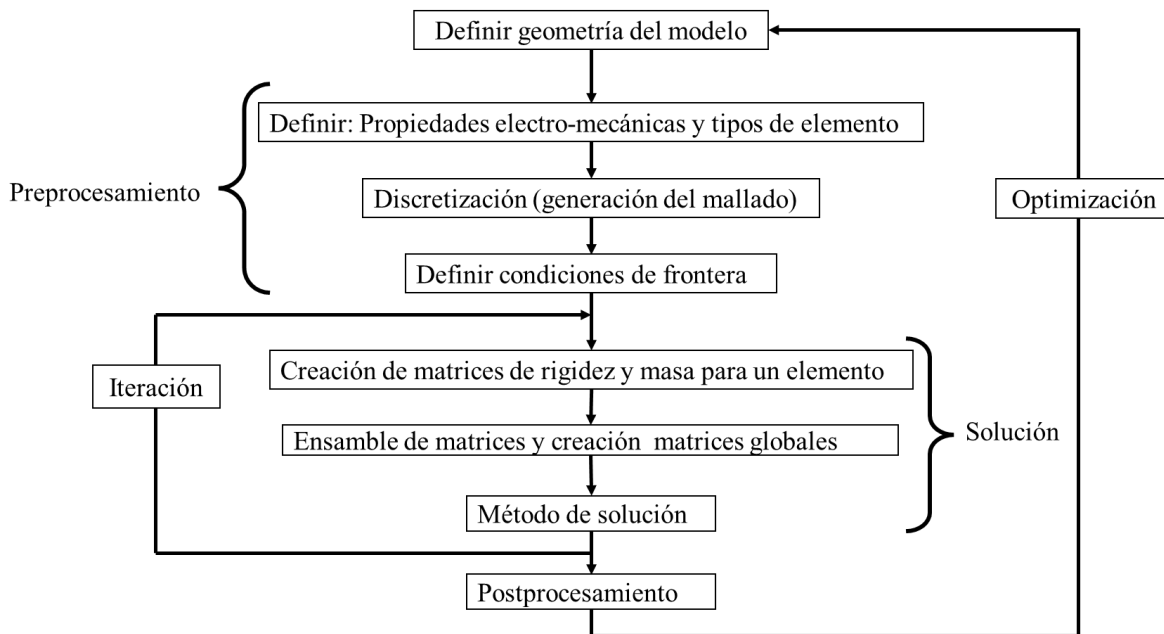 Definir geometría del modelo
Definir: Propiedades electro-mecánicas y tipos de elemento
Preprocesamiento
Discretización (generación del mallado)
Optimización
Definir condiciones de frontera
Creación de matrices de rigidez y masa para un elemento
Iteración
Ensamble de matrices y creación matrices globales
Solución
Método de solución
Postprocesamiento